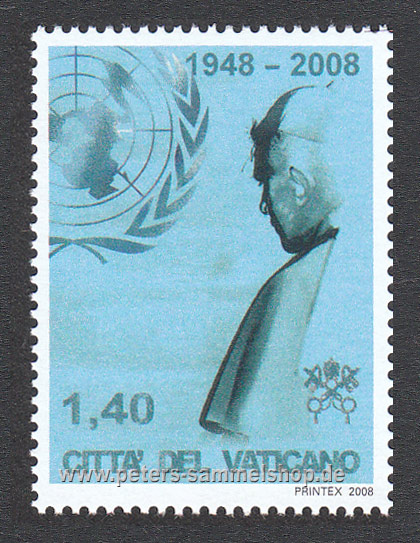 1948 - 2008
1,40
CITTA' DEL VATICANO
www.peters-sammelshop.de
PRINTEX 2008